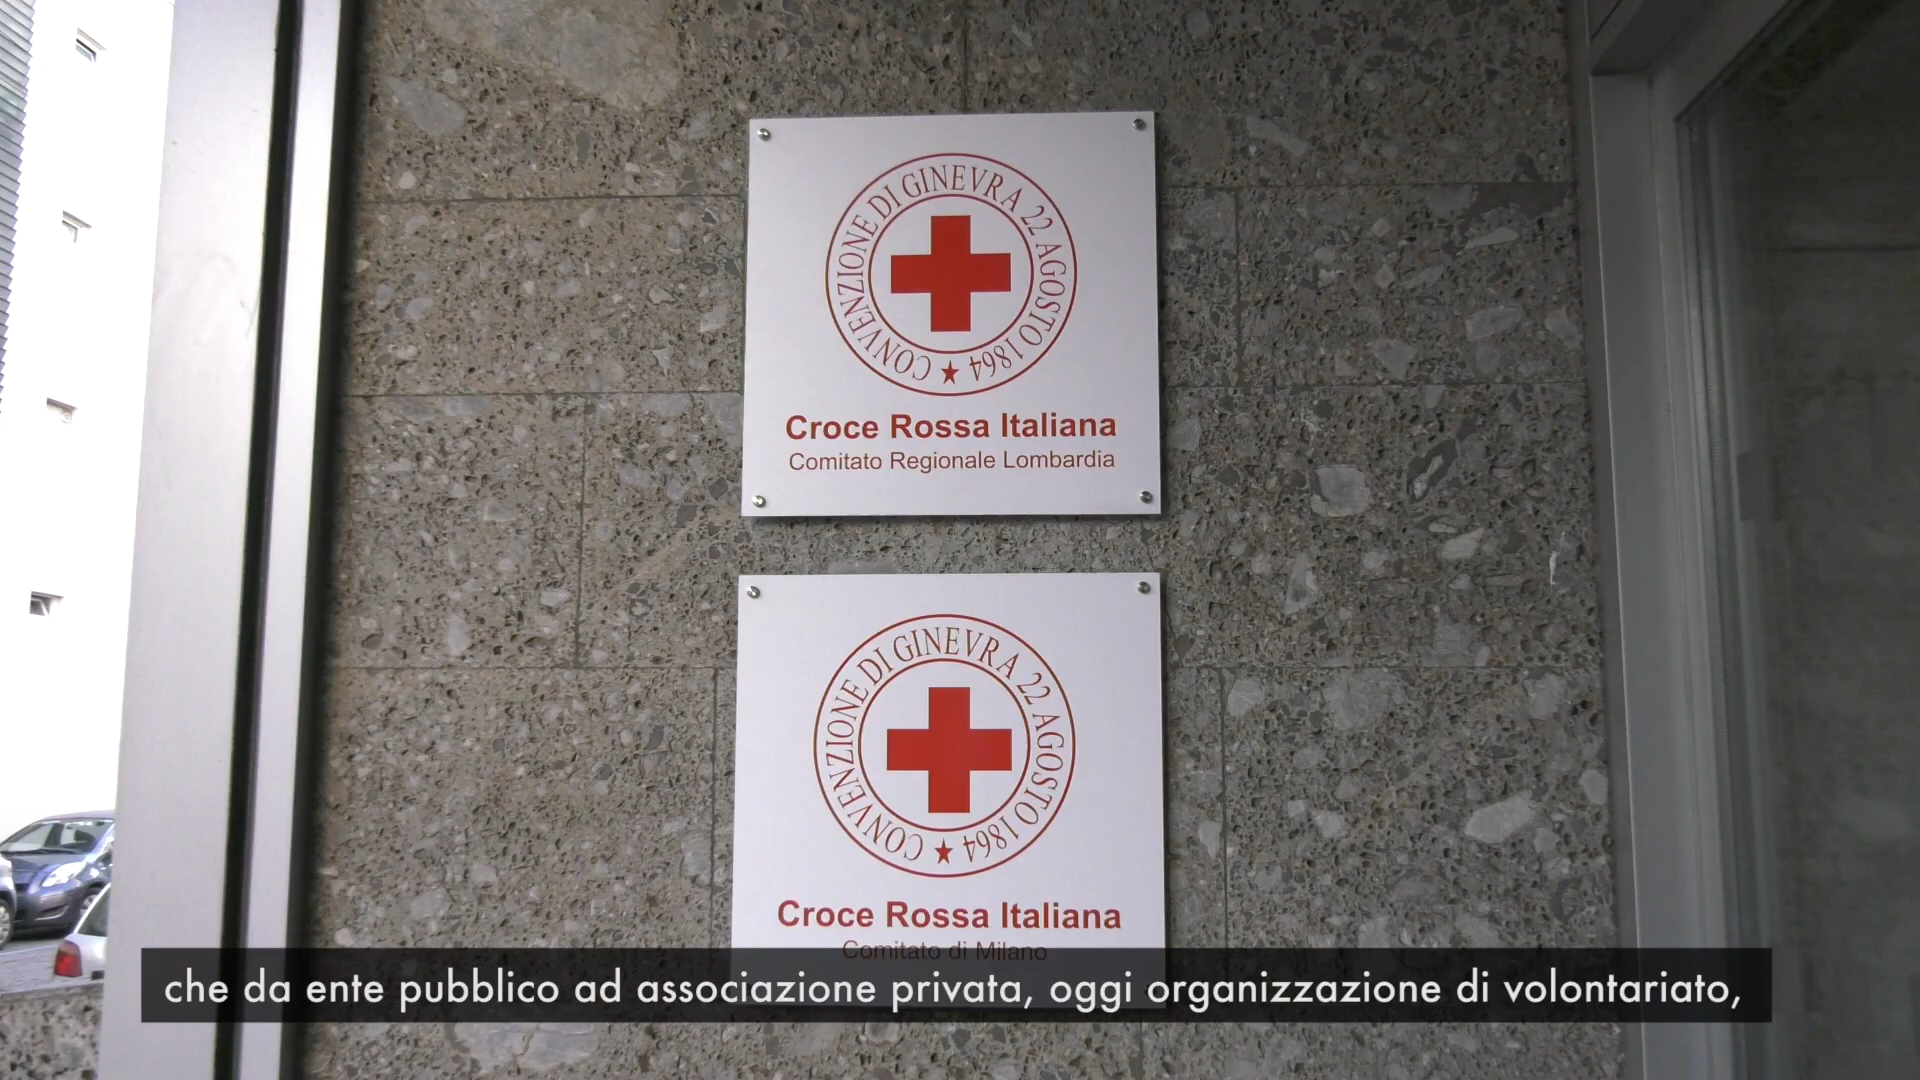 CONVENZIONE DI GINEVRA 22 AGOSTO 1864
Croce Rossa Italiana
Comitato Regionale Lombardia
CONVENZIONE DI GINEVRA 22 AGOSTO 1864
Croce Rossa Italiana
Comitato di Milano
che da ente pubblico ad associazione privata, oggi organizzazione di volontariato,